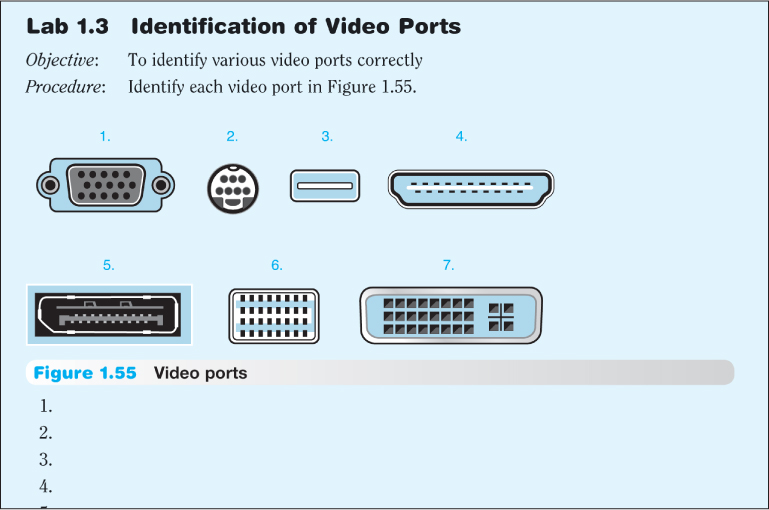 Lab 1.3 Identification of Video Ports
Objective: To identify various video ports correctly
Procedure: Identify each video port in Figure 1.55.
1. 2. 3. 4.
5. 6. 7.
Figure 1.55 Video ports
1.
2.
3.
4.